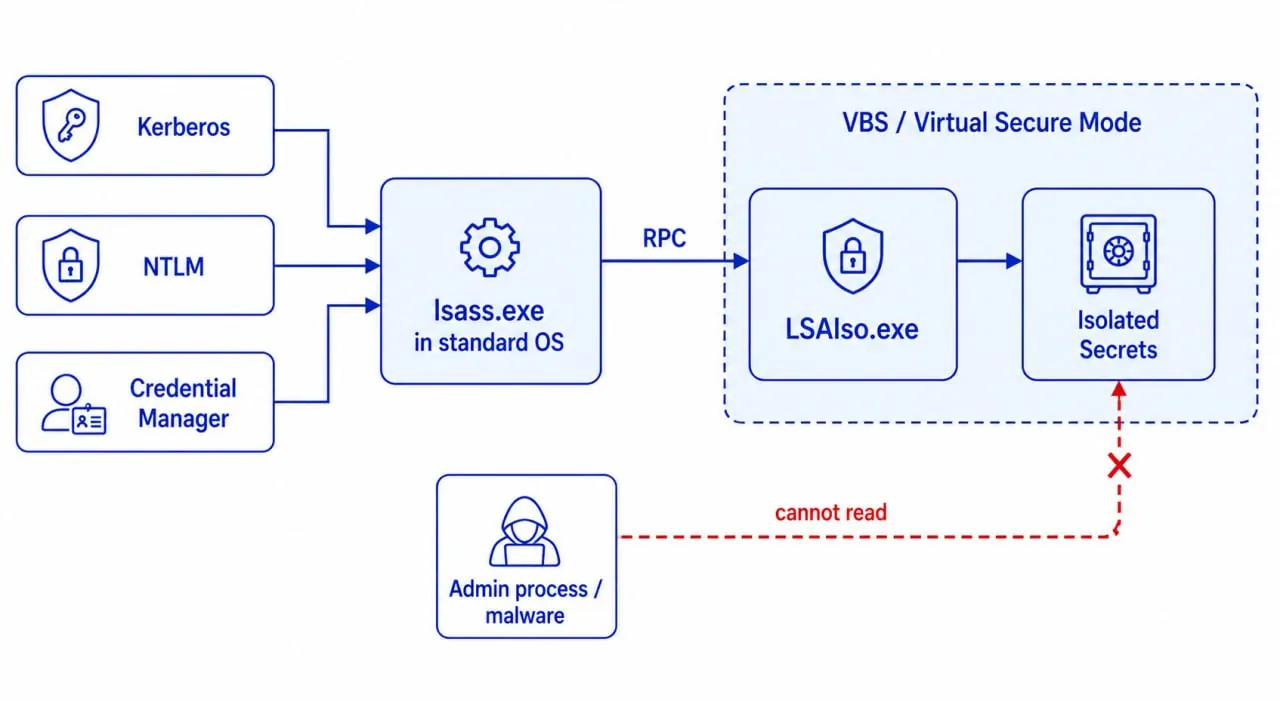 Kerberos
NTLM
Credential
Manager
lsass.exe
in standard OS
RPC
VBS / Virtual Secure Mode
LSAIso.exe
Isolated
Secrets
cannot read
Admin process /
malware